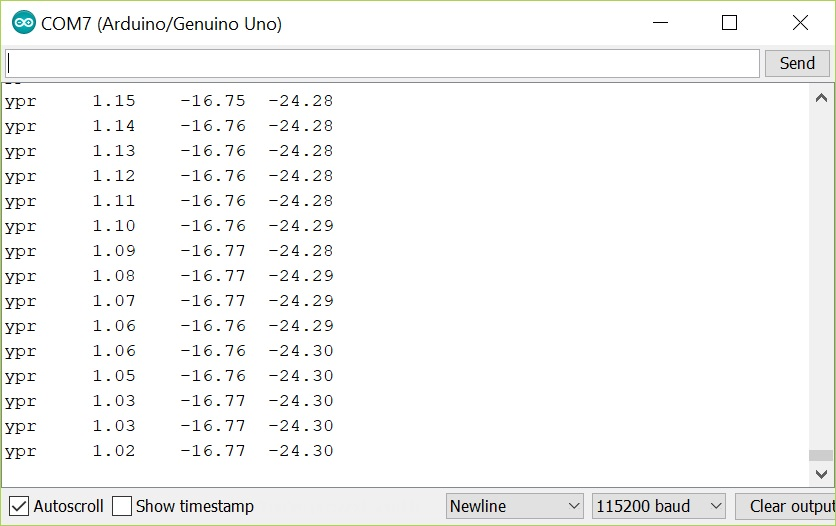 COM7 (Arduino/Genuino Uno)
Send
ypr 1.15 -16.75 -24.28
ypr 1.14 -16.76 -24.28
ypr 1.13 -16.76 -24.28
ypr 1.12 -16.76 -24.28
ypr 1.11 -16.76 -24.28
ypr 1.10 -16.76 -24.29
ypr 1.09 -16.77 -24.28
ypr 1.08 -16.77 -24.29
ypr 1.07 -16.77 -24.29
ypr 1.06 -16.76 -24.29
ypr 1.06 -16.76 -24.30
ypr 1.05 -16.76 -24.30
ypr 1.03 -16.77 -24.30
ypr 1.03 -16.77 -24.30
ypr 1.02 -16.77 -24.30
Autoscroll Show timestamp Newline 115200 baud Clear output